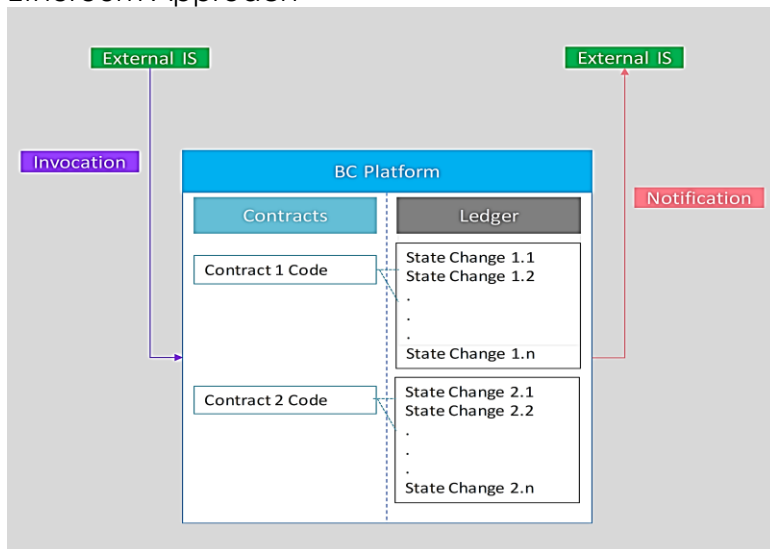 External IS
External IS
Invocation
BC Platform
Notification
Contracts
Ledger
Contract 1 Code
State Change 1.1
State Change 1.2
.
.
.
State Change 1.n
Contract 2 Code
State Change 2.1
State Change 2.2
.
.
.
State Change 2.n